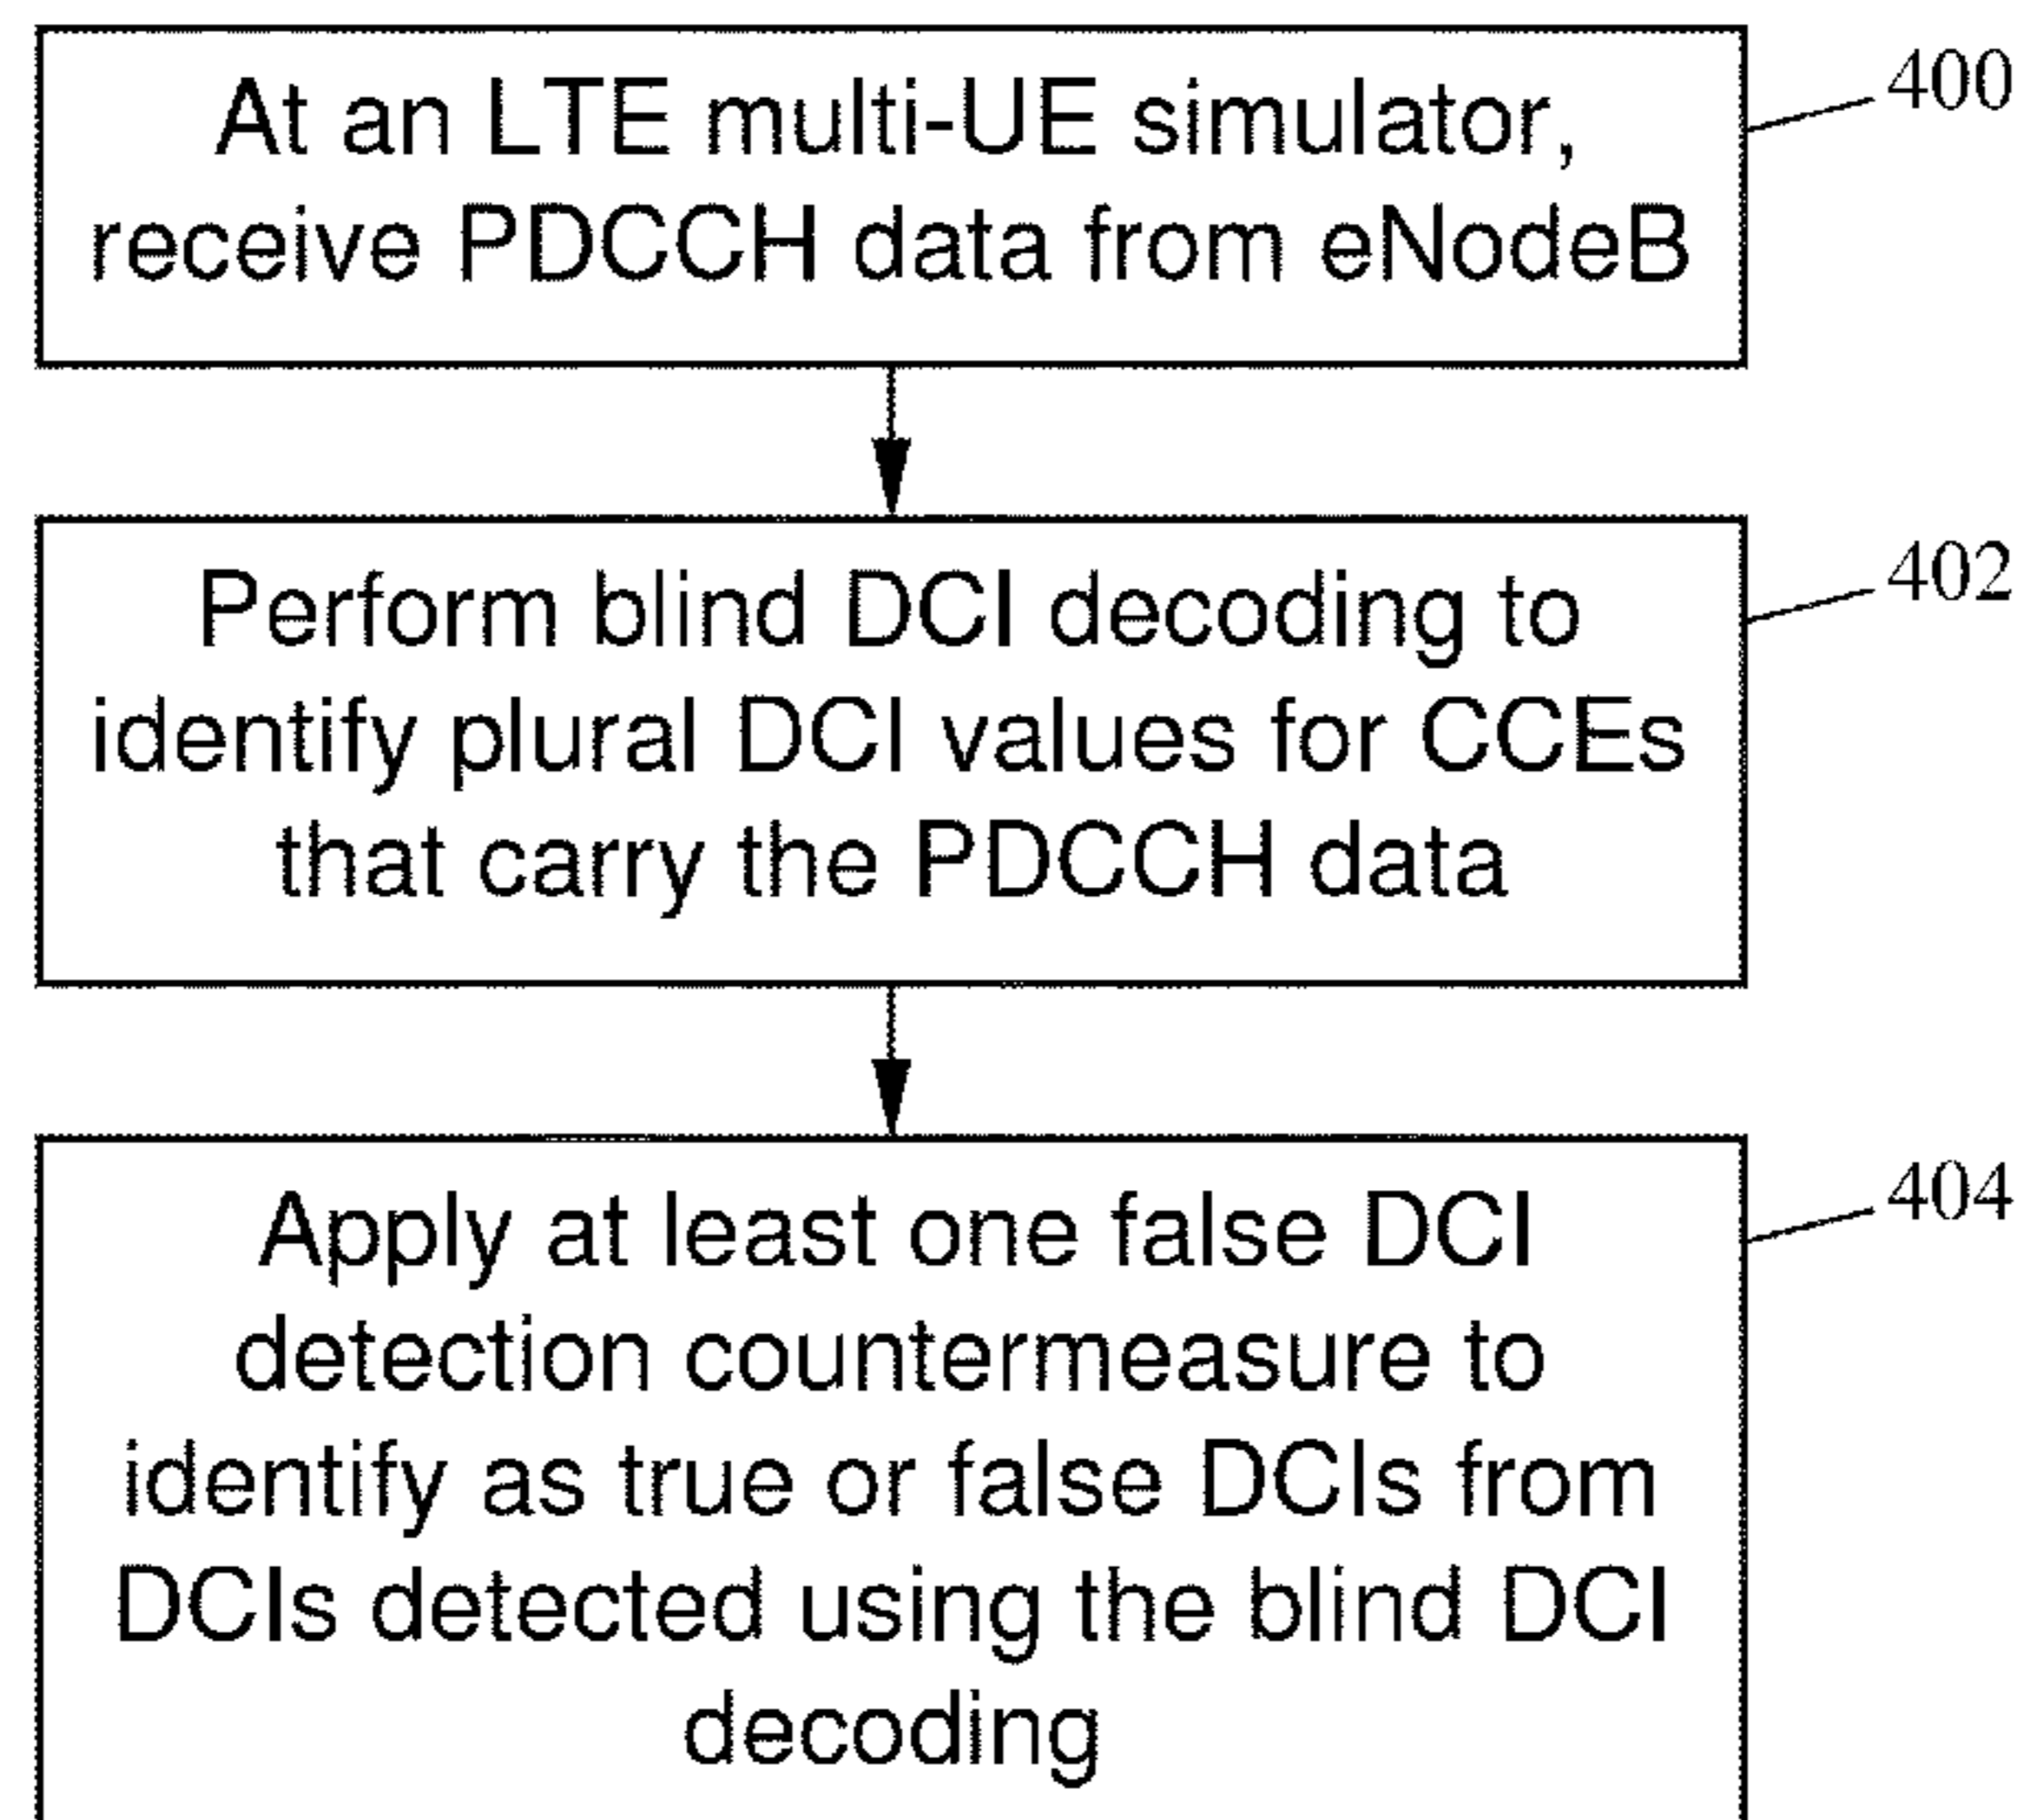 At an LTE multi-UE simulator,
receive PDCCH data from eNodeB
400
Perform blind DCI decoding to
identify plural DCI values for CCEs
that carry the PDCCH data
402
Apply at least one false DCI
detection countermeasure to
identify as true or false DCIs from
DCIs detected using the blind DCI
decoding
404